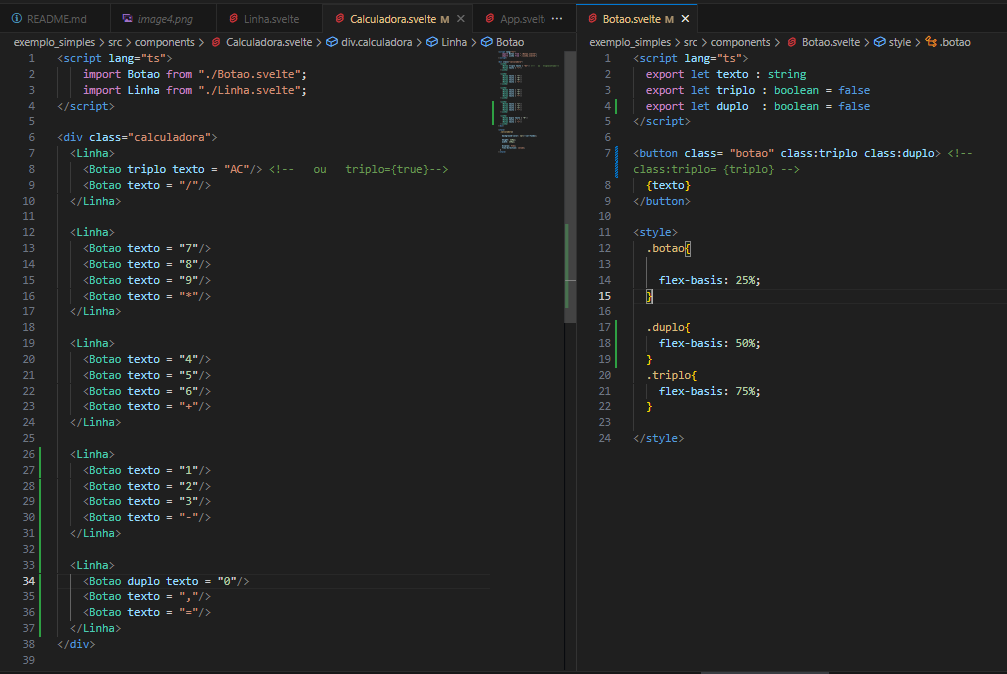 README.md image4.png Linha.svelte Calculadora.svelte M App.svelt ··· Botao.svelte M
exemplo_simples > src > components > Calculadora.svelte > div.calculadora > Linha > Botao
1 <script lang="ts">
2 import Botao from "./Botao.svelte";
3 import Linha from "./Linha.svelte";
4 </script>
5
6 <div class="calculadora">
7 <Linha>
8 <Botao triplo texto = "AC"/> <!-- ou triplo={true}-->
9 <Botao texto = "/"/>
10 </Linha>
11
12 <Linha>
13 <Botao texto = "7"/>
14 <Botao texto = "8"/>
15 <Botao texto = "9"/>
16 <Botao texto = "*"/>
17 </Linha>
18
19 <Linha>
20 <Botao texto = "4"/>
21 <Botao texto = "5"/>
22 <Botao texto = "6"/>
23 <Botao texto = "+"/>
24 </Linha>
25
26 <Linha>
27 <Botao texto = "1"/>
28 <Botao texto = "2"/>
29 <Botao texto = "3"/>
30 <Botao texto = "-"/>
31 </Linha>
32
33 <Linha>
34 <Botao duplo texto = "0"/>
35 <Botao texto = ","/>
36 <Botao texto = "="/>
37 </Linha>
38 </div>
39
exemplo_simples > src > components > Botao.svelte > style > .botao
1 <script lang="ts">
2 export let texto : string
3 export let triplo : boolean = false
4 export let duplo : boolean = false
5 </script>
6
7 <button class= "botao" class:triplo class:duplo> <!--
class:triplo= {triplo} -->
8 {texto}
9 </button>
10
11 <style>
12 .botao{
13
14 flex-basis: 25%;
15 }
16
17 .duplo{
18 flex-basis: 50%;
19 }
20 .triplo{
21 flex-basis: 75%;
22 }
23
24 </style>